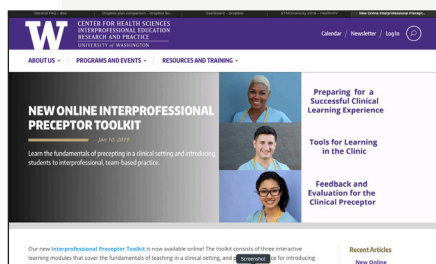 CENTER FOR HEALTH SCIENCES
INTERPROFESSIONAL EDUCATION
RESEARCH AND PRACTICE
UNIVERSITY of WASHINGTON
Calendar / Newsletter / Log in
ABOUT US
PROGRAMS AND EVENTS
RESOURCES AND TRAINING
NEW ONLINE INTERPROFESSIONAL
PRECEPTOR TOOLKIT
Jan 10, 2019
Learn the fundamentals of precepting in a clinical setting and introducing
students to interprofessional, team-based practice.
Preparing for a
Successful Clinical
Learning Experience
Tools for Learning
in the Clinic
Feedback and
Evaluation for the
Clinical Preceptor
Our new Interprofessional Preceptor Toolkit is now available online! The toolkit consists of three interactive
learning modules that cover the fundamentals of teaching in a clinical setting, and for introducing
Screenshot
Recent Articles
New Online